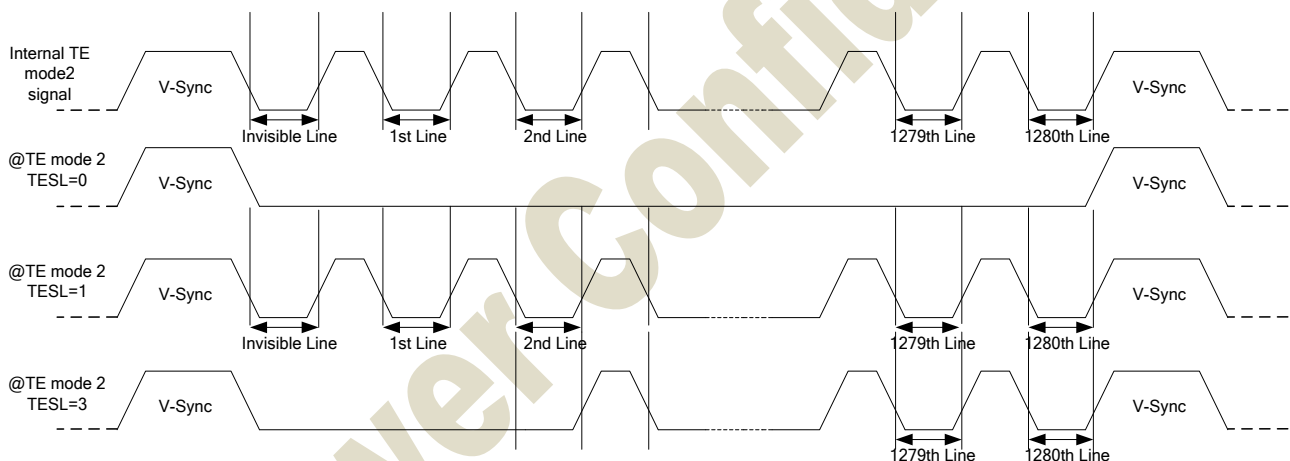 Internal TE
mode2
signal
V-Sync
V-Sync
Invisible Line
1st Line
2nd Line
1279th Line
1280th Line
@TE mode 2
TESL=0
V-Sync
V-Sync
@TE mode 2
TESL=1
V-Sync
V-Sync
Invisible Line
1st Line
2nd Line
1279th Line
1280th Line
@TE mode 2
TESL=3
V-Sync
V-Sync
1279th Line
1280th Line